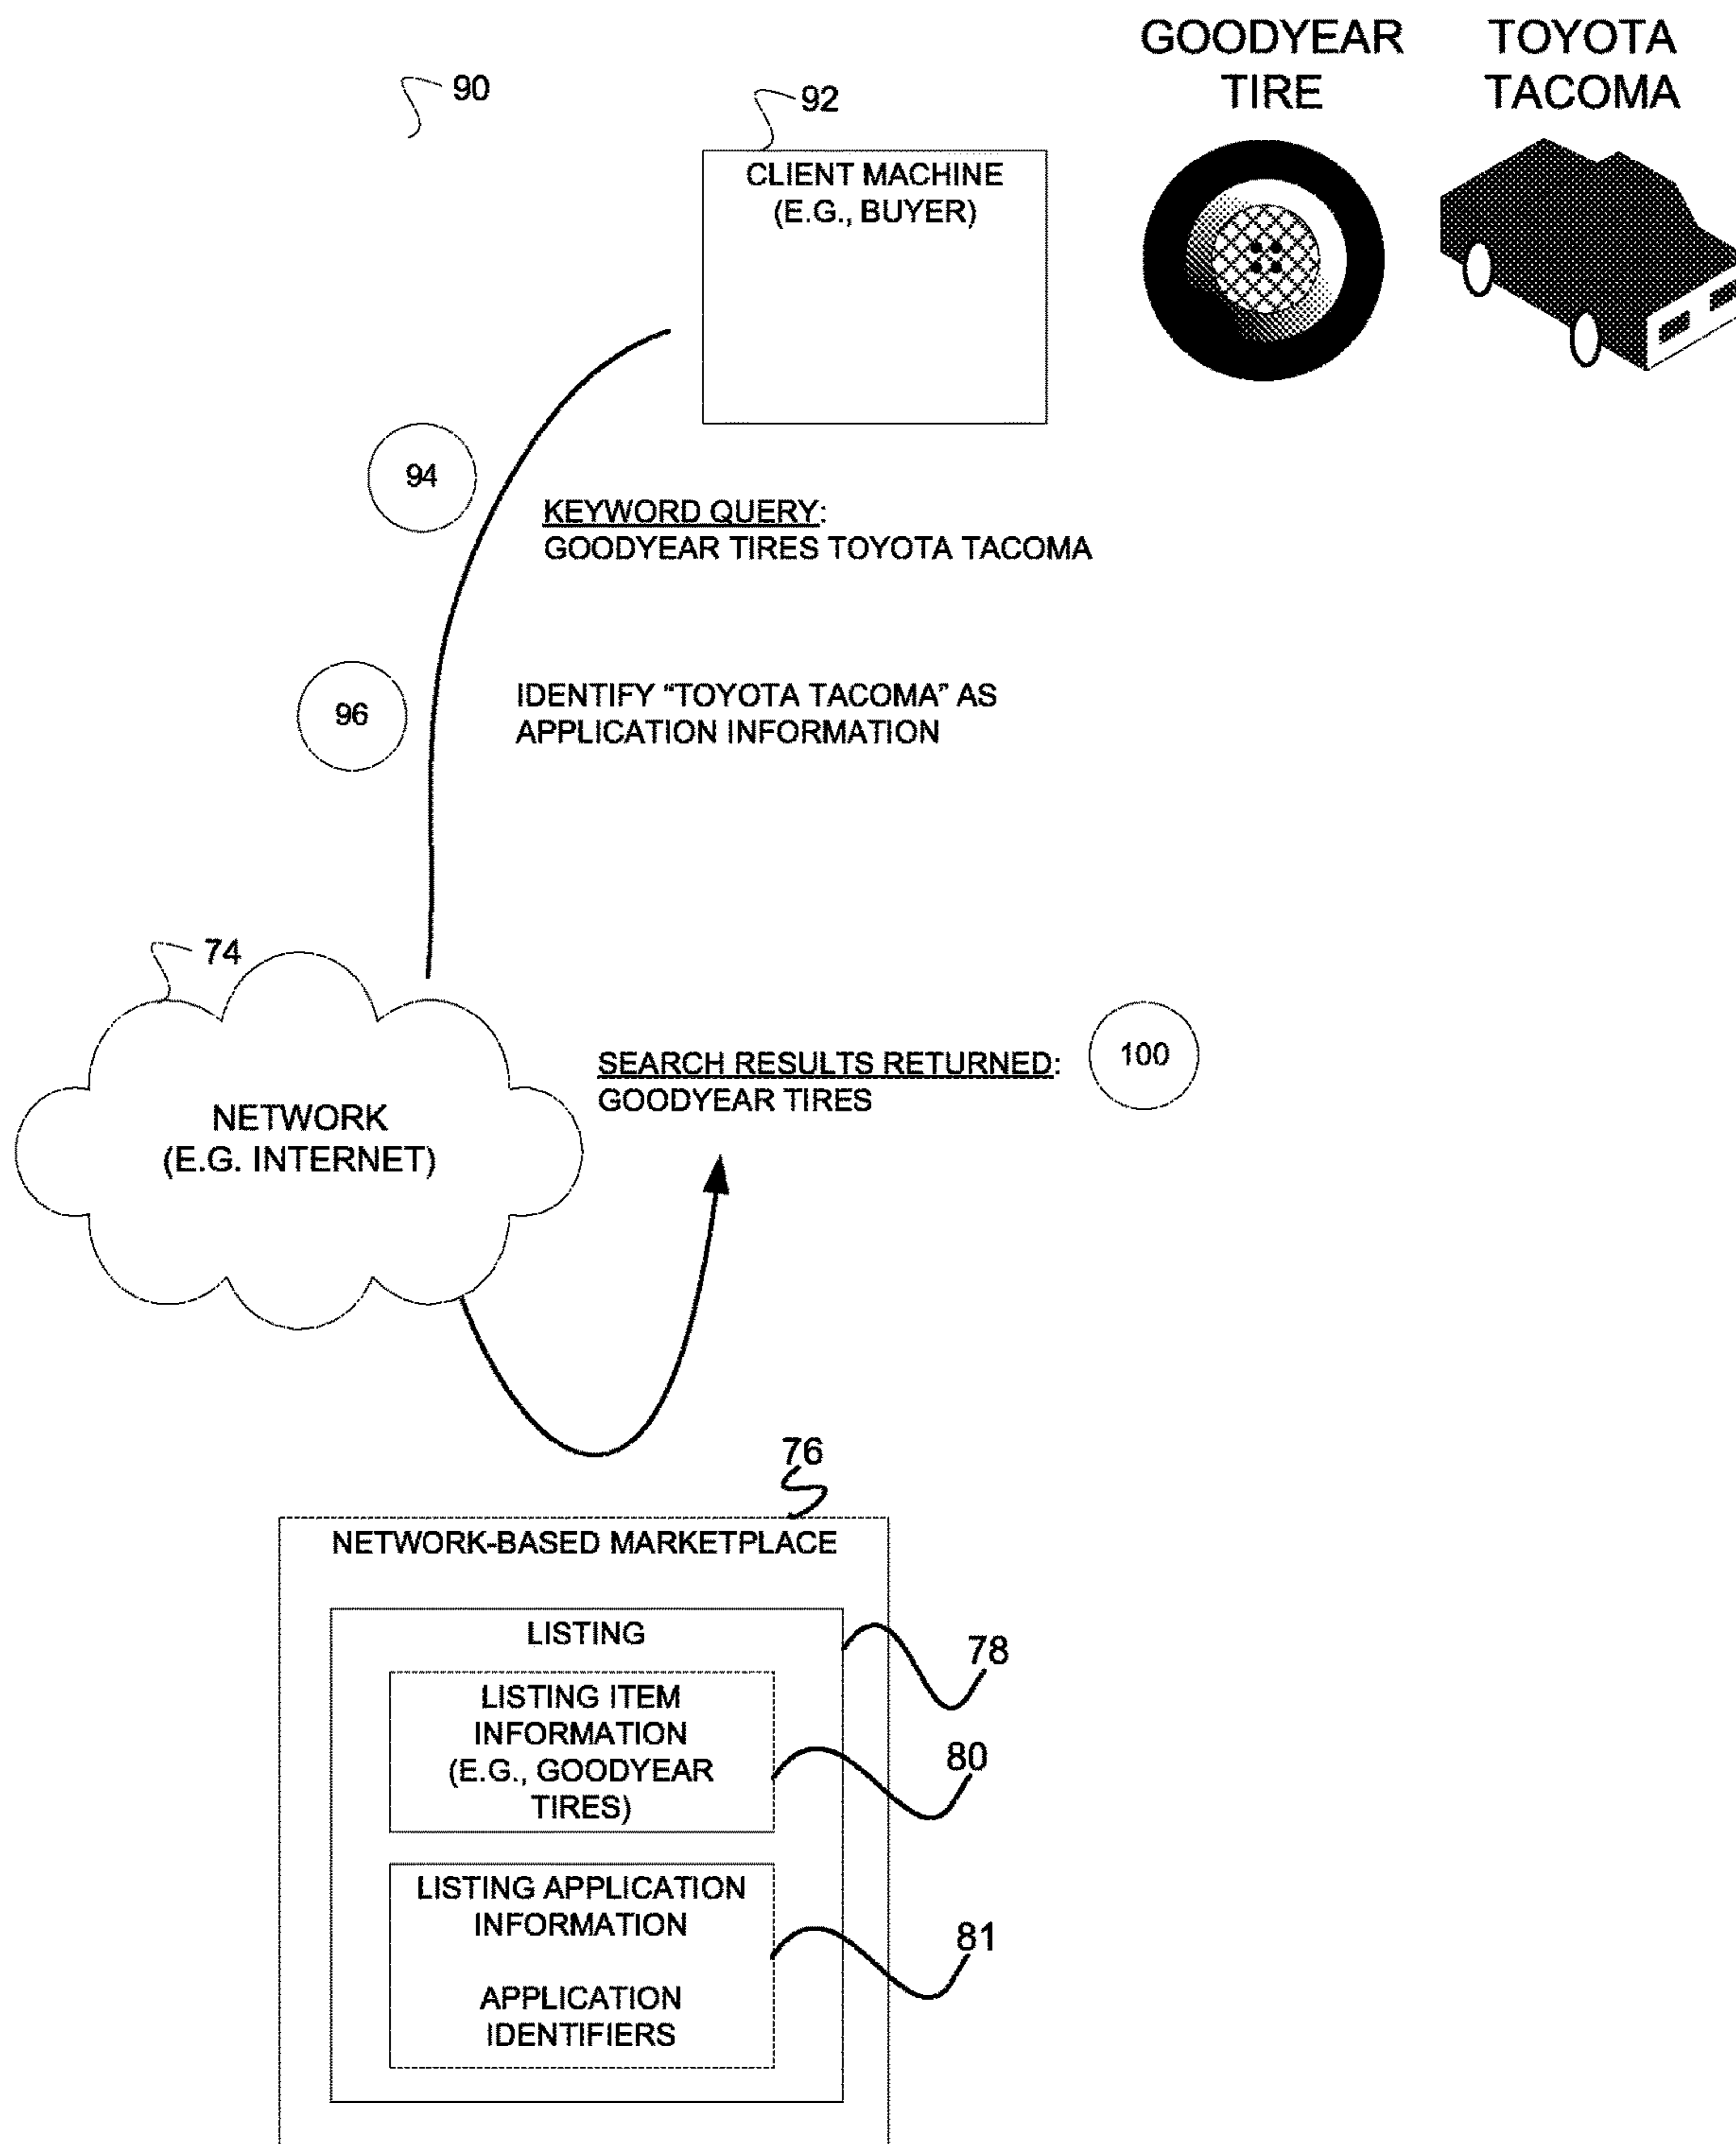 GOODYEAR
TIRE
TOYOTA
TACOMA
90
92
CLIENT MACHINE
(E.G., BUYER)
94
KEYWORD QUERY:
GOODYEAR TIRES TOYOTA TACOMA
96
IDENTIFY “TOYOTA TACOMA” AS
APPLICATION INFORMATION
74
NETWORK
(E.G. INTERNET)
SEARCH RESULTS RETURNED:
GOODYEAR TIRES
100
76
NETWORK-BASED MARKETPLACE
LISTING
78
LISTING ITEM
INFORMATION
(E.G., GOODYEAR
TIRES)
80
LISTING APPLICATION
INFORMATION
APPLICATION
IDENTIFIERS
81